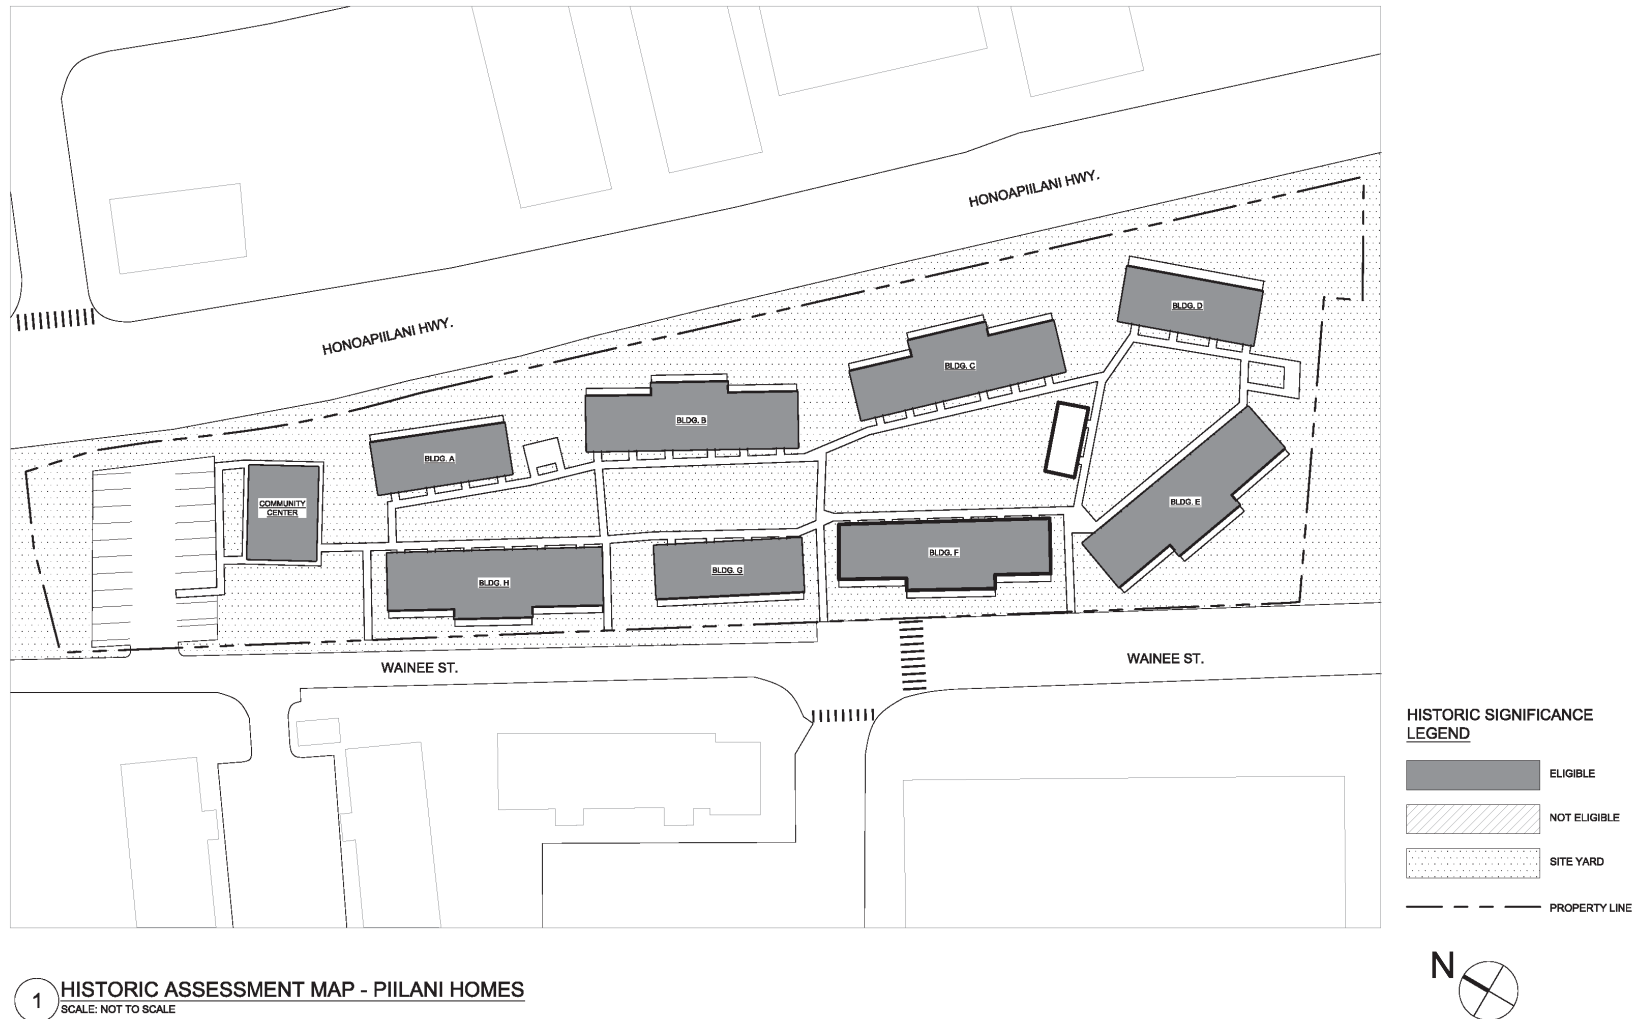 HONOAPIILANI HWY.
HONOAPIILANI HWY.
BLDG. D
BLDG. C
BLDG. B
BLDG. A
COMMUNITY
CENTER
BLDG. E
BLDG. F
BLDG. G
BLDG. H
WAINEE ST.
WAINEE ST.
HISTORIC SIGNIFICANCE
LEGEND
ELIGIBLE
NOT ELIGIBLE
SITE YARD
PROPERTY LINE
N
1
HISTORIC ASSESSMENT MAP - PIILANI HOMES
SCALE: NOT TO SCALE